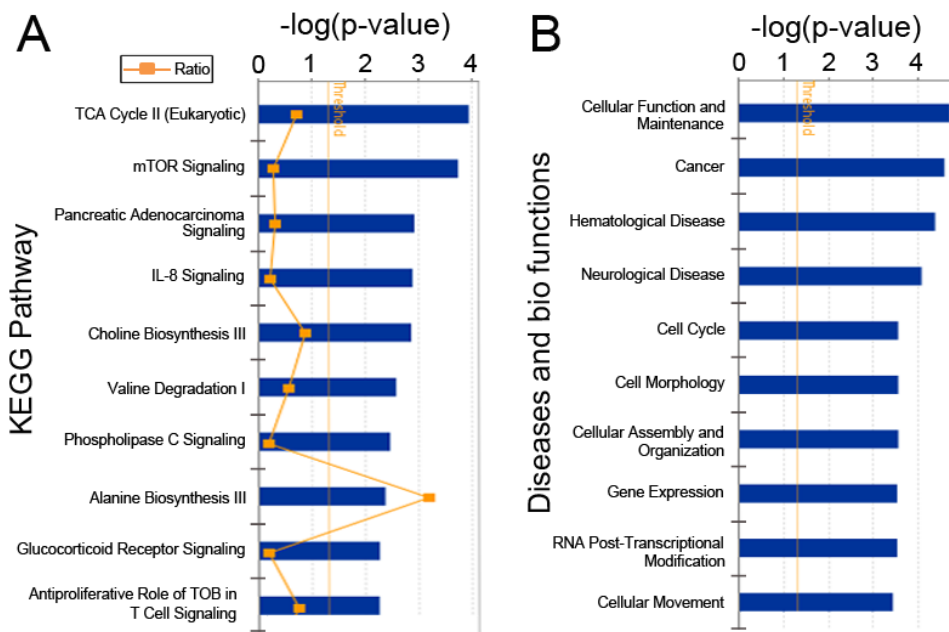 A
-log(p-value)
Ratio
0 1 2 3 4
Threshold
KEGG Pathway
TCA Cycle II (Eukaryotic)
mTOR Signaling
Pancreatic Adenocarcinoma
Signaling
IL-8 Signaling
Choline Biosynthesis III
Valine Degradation I
Phospholipase C Signaling
Alanine Biosynthesis III
Glucocorticoid Receptor Signaling
Antiproliferative Role of TOB in
T Cell Signaling
B
-log(p-value)
0 1 2 3 4
Threshold
Diseases and bio functions
Cellular Function and
Maintenance
Cancer
Hematological Disease
Neurological Disease
Cell Cycle
Cell Morphology
Cellular Assembly and
Organization
Gene Expression
RNA Post-Transcriptional
Modification
Cellular Movement